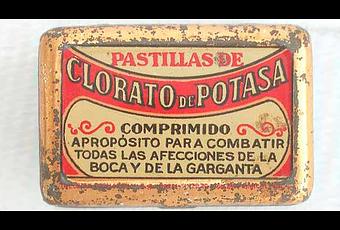 PASTILLAS DE
CLORATO DE POTASA
COMPRIMIDO
APROPÓSITO PARA COMBATIR
TODAS LAS AFECCIONES DE LA
BOCA Y DE LA GARGANTA